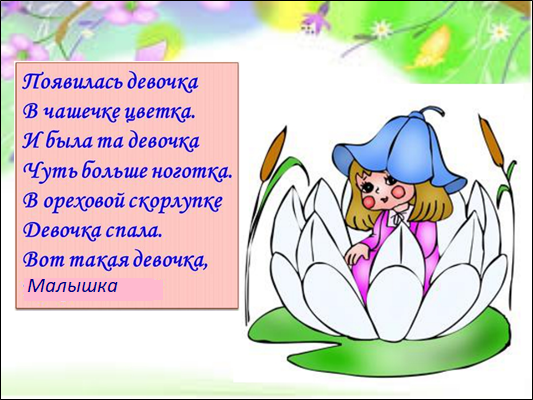 Появилась девочка
В чашечке цветка.
И была та девочка
Чуть больше ноготка.
В ореховой скорлупке
Девочка спала.
Вот такая девочка,
Малышка